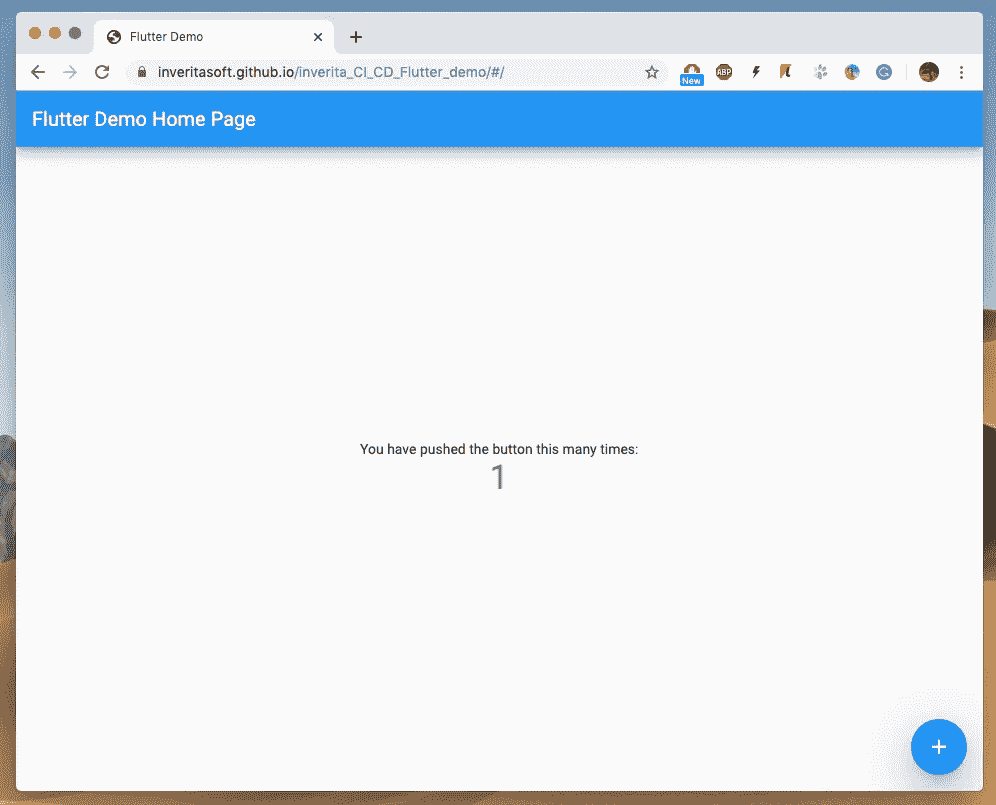 Flutter Demo
inveritasoft.github.io/inverita_CI_CD_Flutter_demo/#/
New
ABP
Flutter Demo Home Page
You have pushed the button this many times:
1
+